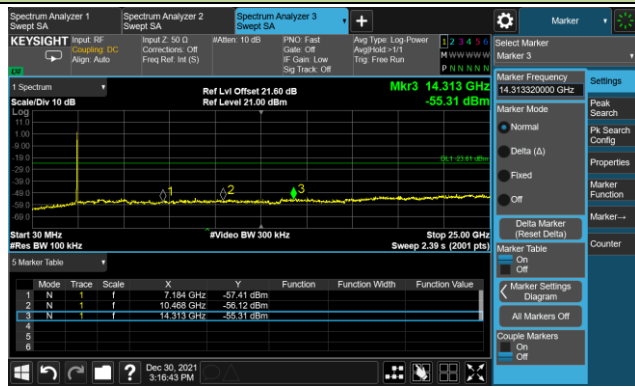 Spectrum Analyzer 1
Swept SA
Spectrum Analyzer 2
Swept SA
Spectrum Analyzer 3
Swept SA
Marker
KEYSIGHT
Input: RF
Coupling: DC
Align: Auto
Input Z: 50 Ω
Corrections: Off
Freq Ref: Int (S)
#Atten: 10 dB
PNO: Fast
Gate: Off
IF Gain: Low
Sig Track: Off
Avg Type: Log-Power
Avg|Hold:>1/1
Trig: Free Run
1 2 3 4 5 6
M W W W W W
P N N N N N
Select Marker
Marker 3
1 Spectrum
Scale/Div 10 dB
Ref Lvl Offset 21.60 dB
Ref Level 21.00 dBm
Mkr3 14.313 GHz
-55.31 dBm
Log
11.0
1.00
-9.00
-19.0
-29.0
-39.0
-49.0
-59.0
-69.0
DL1 -23.61 dBm
1
2
3
Start 30 MHz
#Res BW 100 kHz
#Video BW 300 kHz
Stop 25.00 GHz
Sweep 2.39 s (2001 pts)
5 Marker Table
Mode Trace Scale X Y Function Function Width Function Value
1 N 1 f 7.184 GHz -57.41 dBm
2 N 1 f 10.468 GHz -56.12 dBm
3 N 1 f 14.313 GHz -55.31 dBm
4
5
6
Marker Frequency
14.313320000 GHz
Marker Mode
Normal
Delta (Δ)
Fixed
Off
Delta Marker
(Reset Delta)
Marker Table
On
Off
Marker Settings
Diagram
All Markers Off
Couple Markers
On
Off
Settings
Peak
Search
Pk Search
Config
Properties
Marker
Function
Marker→
Counter
Dec 30, 2021
3:16:43 PM